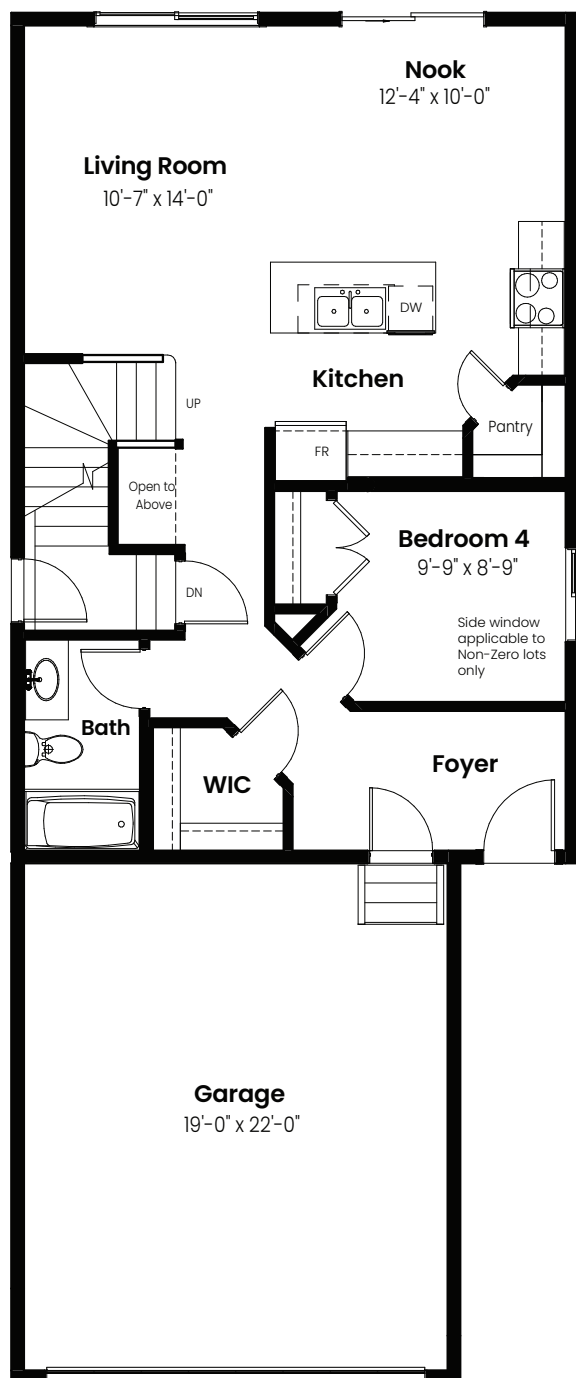 Nook
12'-4" x 10'-0"
Living Room
10'-7" x 14'-0"
DW
Kitchen
UP
Pantry
FR
Open to
Above
Bedroom 4
9'-9" x 8'-9"
DN
Side window
applicable to
Non-Zero lots
only
Bath
WIC
Foyer
Garage
19'-0" x 22'-0"